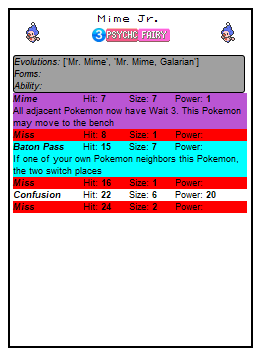 Mime Jr.
3 PSYCHC FAIRY
Evolutions: ['Mr. Mime', 'Mr. Mime, Galarian']
Forms:
Ability:
Mime Hit: 7 Size: 7 Power: 1
All adjacent Pokemon now have Wait 3. This Pokemon
may move to the bench
Miss Hit: 8 Size: 1 Power:
Baton Pass Hit: 15 Size: 7 Power:
If one of your own Pokemon neighbors this Pokemon,
the two switch places
Miss Hit: 16 Size: 1 Power:
Confusion Hit: 22 Size: 6 Power: 20
Miss Hit: 24 Size: 2 Power: